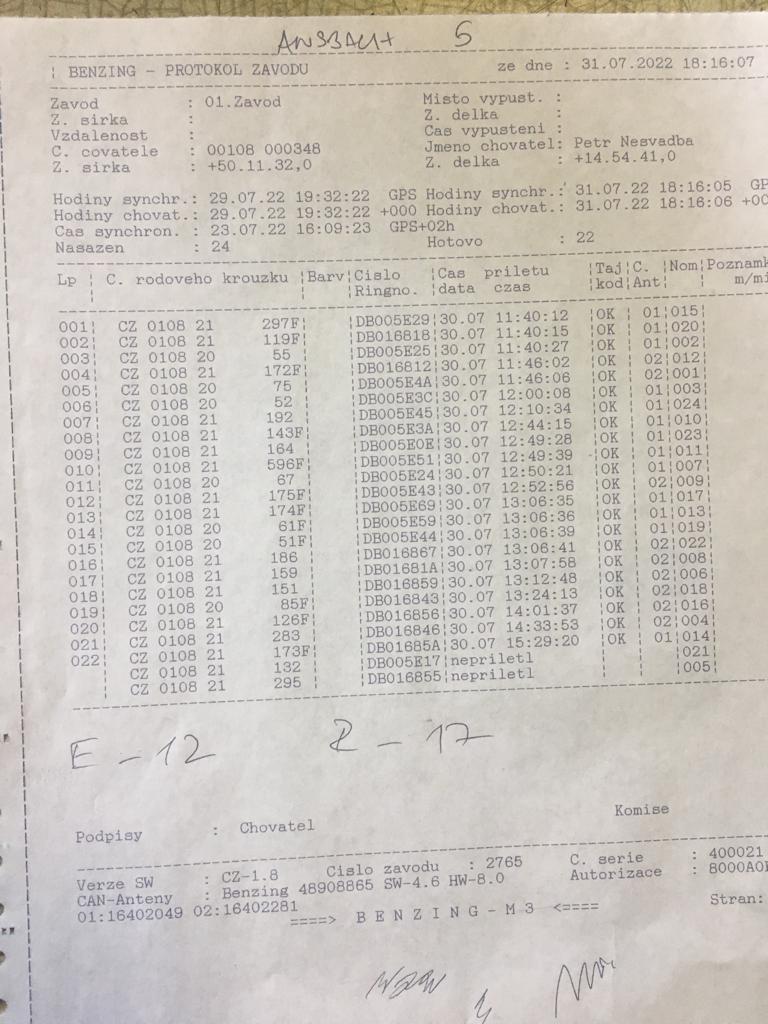 ANSBACH 5
¦ BENZING - PROTOKOL ZAVODU ze dne : 31.07.2022 18:16:07
Zavod : 01.Zavod Misto vypust. :
Z. sirka : Z. delka :
Vzdalenost : Cas vypusteni :
C. covatele : 00108 000348 Jmeno chovatel: Petr Nesvadba
Z. sirka : +50.11.32,0 Z. delka : +14.54.41,0
Hodiny synchr.: 29.07.22 19:32:22 GPS Hodiny synchr.: 31.07.22 18:16:05 GP
Hodiny chovat.: 29.07.22 19:32:22 +000 Hodiny chovat.: 31.07.22 18:16:06 +00
Cas synchron. : 23.07.22 16:09:23 GPS+02h
Nasazen : 24 Hotovo : 22
Lp ¦ C. rodoveho krouzku ¦Barv¦Cislo ¦Cas priletu ¦Taj¦C. ¦Nom¦Poznamk
¦ ¦ ¦Ringno. ¦data czas ¦kod¦Ant¦ ¦ m/mi
001¦ CZ 0108 21 297F¦ ¦DB005E29¦30.07 11:40:12 ¦OK ¦ 01¦015¦
002¦ CZ 0108 21 119F¦ ¦DB016818¦30.07 11:40:15 ¦OK ¦ 01¦020¦
003¦ CZ 0108 20 55 ¦ ¦DB005E25¦30.07 11:40:27 ¦OK ¦ 01¦002¦
004¦ CZ 0108 21 172F¦ ¦DB016812¦30.07 11:46:02 ¦OK ¦ 02¦012¦
005¦ CZ 0108 20 75 ¦ ¦DB005E4A¦30.07 11:46:06 ¦OK ¦ 02¦001¦
006¦ CZ 0108 20 52 ¦ ¦DB005E3C¦30.07 12:00:08 ¦OK ¦ 01¦003¦
007¦ CZ 0108 21 192 ¦ ¦DB005E45¦30.07 12:10:34 ¦OK ¦ 01¦024¦
008¦ CZ 0108 21 143F¦ ¦DB005E3A¦30.07 12:44:15 ¦OK ¦ 01¦010¦
009¦ CZ 0108 21 164 ¦ ¦DB005E0E¦30.07 12:49:28 ¦OK ¦ 01¦023¦
010¦ CZ 0108 21 596F¦ ¦DB005E51¦30.07 12:49:39 ¦OK ¦ 01¦011¦
011¦ CZ 0108 20 67 ¦ ¦DB005E24¦30.07 12:50:21 ¦OK ¦ 01¦007¦
012¦ CZ 0108 21 175F¦ ¦DB005E43¦30.07 12:52:56 ¦OK ¦ 02¦009¦
013¦ CZ 0108 21 174F¦ ¦DB005E69¦30.07 13:06:35 ¦OK ¦ 01¦017¦
014¦ CZ 0108 20 61F¦ ¦DB005E59¦30.07 13:06:36 ¦OK ¦ 01¦013¦
015¦ CZ 0108 20 51F¦ ¦DB005E44¦30.07 13:06:39 ¦OK ¦ 01¦019¦
016¦ CZ 0108 21 186 ¦ ¦DB016867¦30.07 13:06:41 ¦OK ¦ 02¦022¦
017¦ CZ 0108 21 159 ¦ ¦DB01681A¦30.07 13:07:58 ¦OK ¦ 02¦008¦
018¦ CZ 0108 21 151 ¦ ¦DB016859¦30.07 13:12:48 ¦OK ¦ 02¦006¦
019¦ CZ 0108 20 85F¦ ¦DB016843¦30.07 13:24:13 ¦OK ¦ 02¦018¦
020¦ CZ 0108 21 126F¦ ¦DB016856¦30.07 14:01:37 ¦OK ¦ 02¦016¦
021¦ CZ 0108 21 283 ¦ ¦DB016846¦30.07 14:33:53 ¦OK ¦ 02¦004¦
022¦ CZ 0108 21 173F¦ ¦DB01685A¦30.07 15:29:20 ¦OK ¦ 01¦014¦
¦ CZ 0108 21 132 ¦ ¦DB005E17¦nepriletl ¦ ¦ ¦021¦
¦ CZ 0108 21 295 ¦ ¦DB016855¦nepriletl ¦ ¦ ¦005¦
E - 12 R - 17
Podpisy : Chovatel Komise
Verze SW : CZ-1.8 Cislo zavodu : 2765 C. serie : 400021
CAN-Anteny : Benzing 48908865 SW-4.6 HW-8.0 Autorizace : 8000A0
01:16402049 02:16402281 Stran:
====> B E N Z I N G - M 3 <====